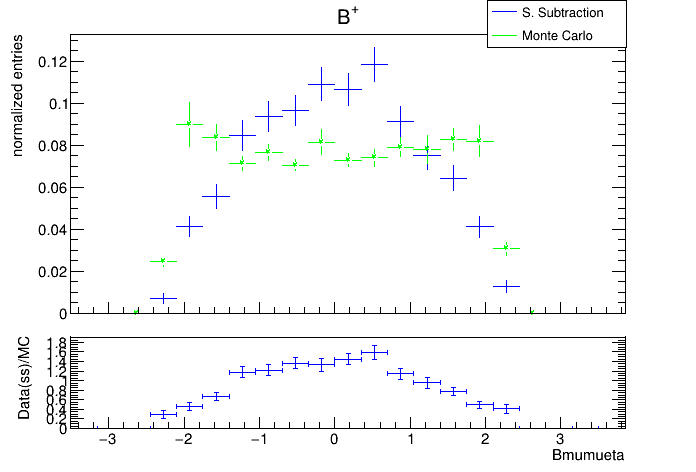 B+
S. Subtraction
Monte Carlo
normalized entries
0.12
0.1
0.08
0.06
0.04
0.02
0
Data(ss)/MC
1.8
1.6
1.4
1.2
1
0.8
0.6
0.4
0.2
0
−3 −2 −1 0 1 2 3
Bmumueta